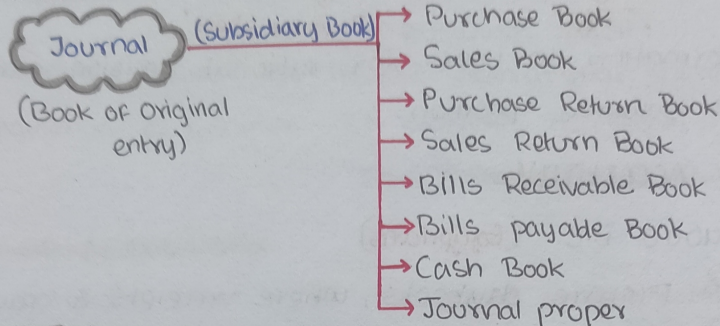 Journal
(Subsidiary Book)
(Book of original
entry)
Purchase Book
Sales Book
Purchase Return Book
Sales Return Book
Bills Receivable Book
Bills payable Book
Cash Book
Journal proper